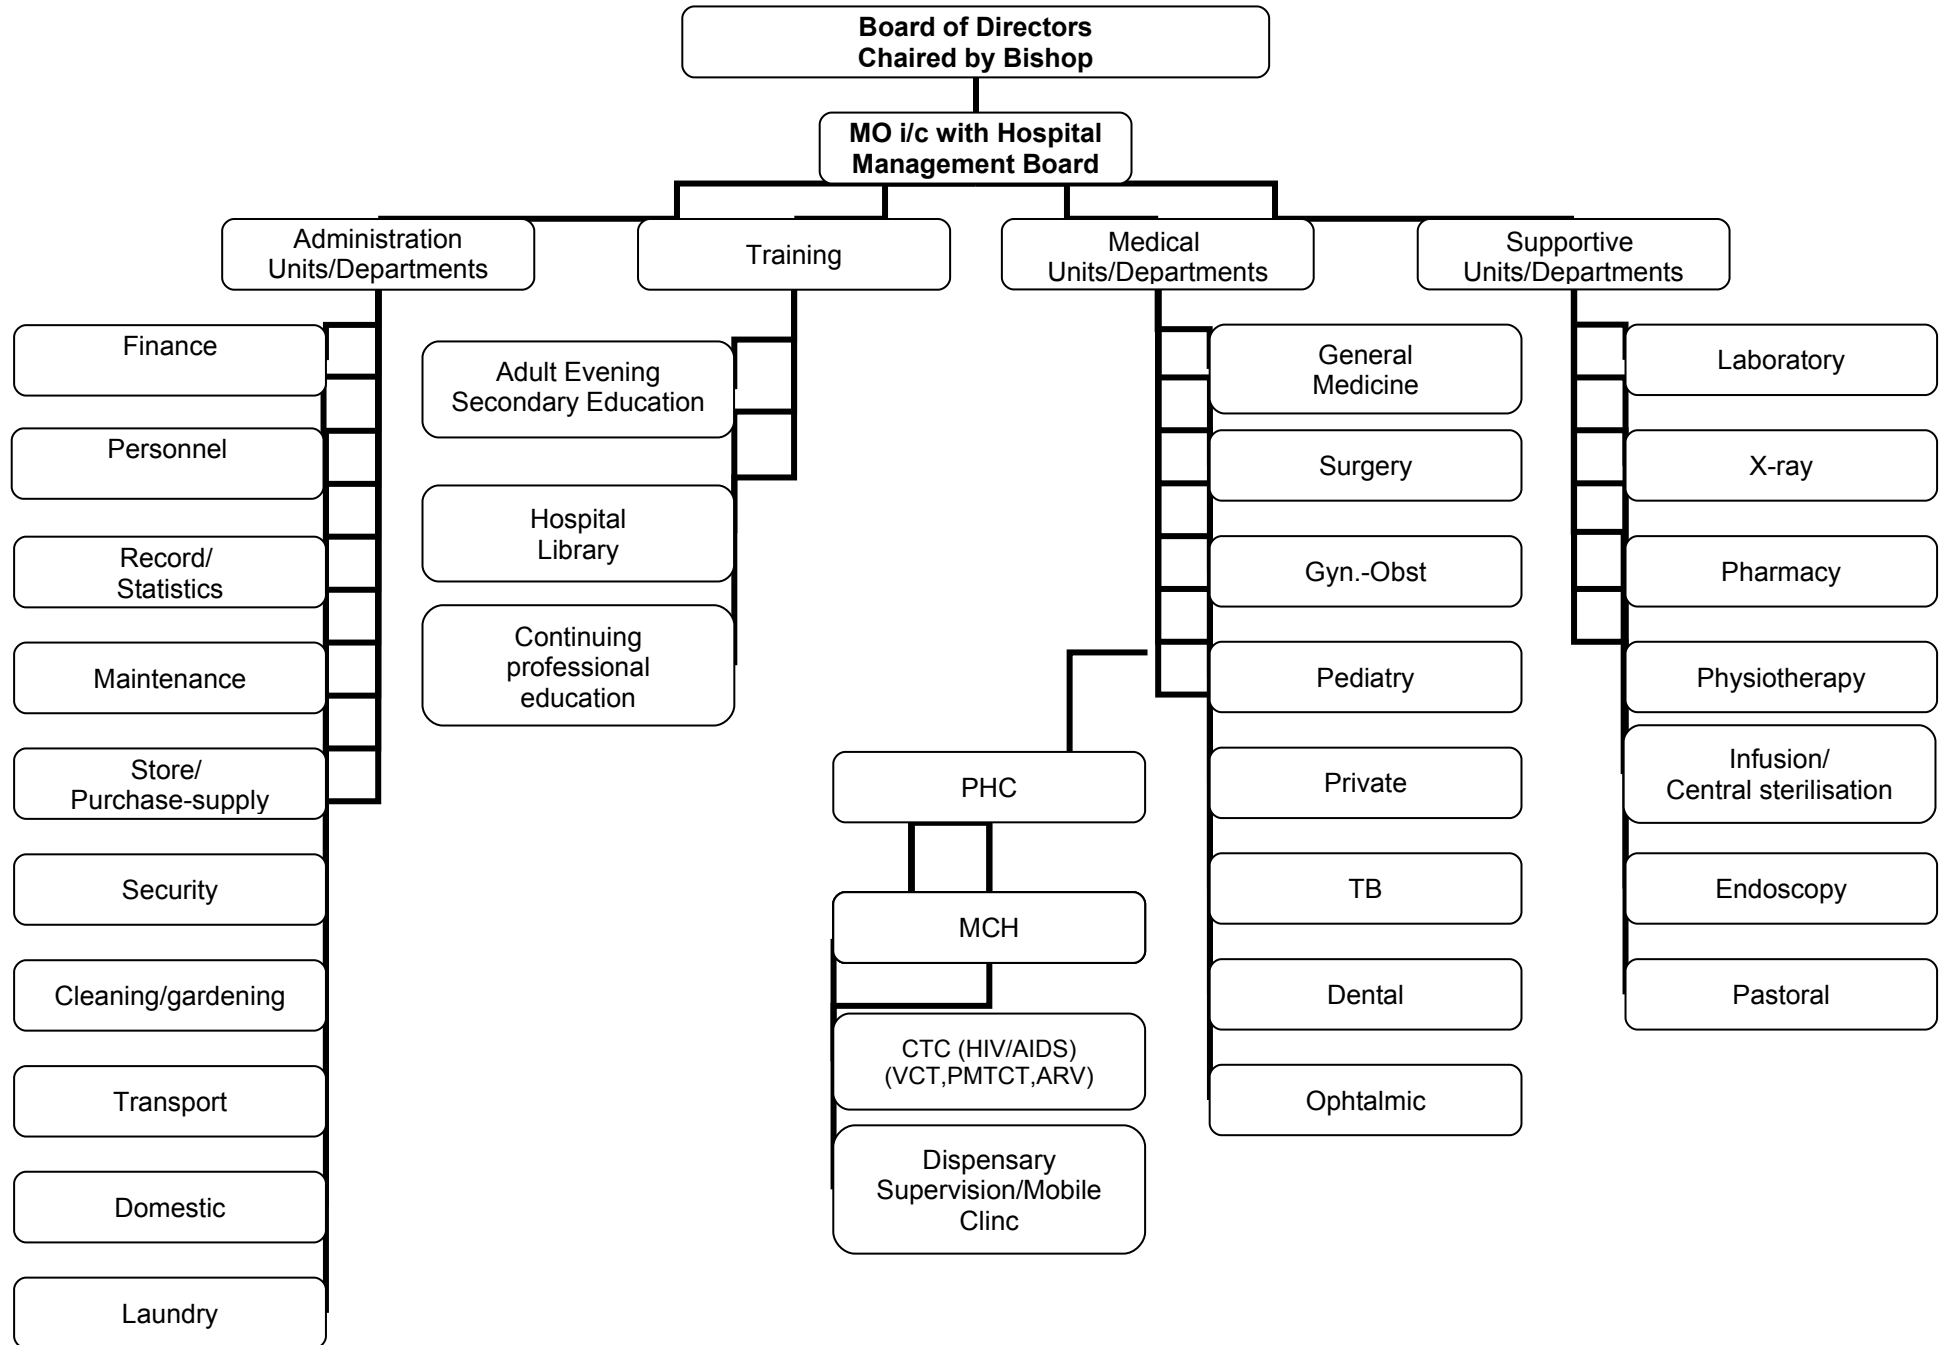 Board of Directors
Chaired by Bishop
MO i/c with Hospital
Management Board
Administration
Units/Departments
Training
Medical
Units/Departments
Supportive
Units/Departments
Finance
Personnel
Record/
Statistics
Maintenance
Store/
Purchase-supply
Security
Cleaning/gardening
Transport
Domestic
Laundry
Adult Evening
Secondary Education
Hospital
Library
Continuing
professional
education
PHC
MCH
CTC (HIV/AIDS)
(VCT,PMTCT,ARV)
Dispensary
Supervision/Mobile
Clinc
General
Medicine
Surgery
Gyn.-Obst
Pediatry
Private
TB
Dental
Ophtalmic
Laboratory
X-ray
Pharmacy
Physiotherapy
Infusion/
Central sterilisation
Endoscopy
Pastoral